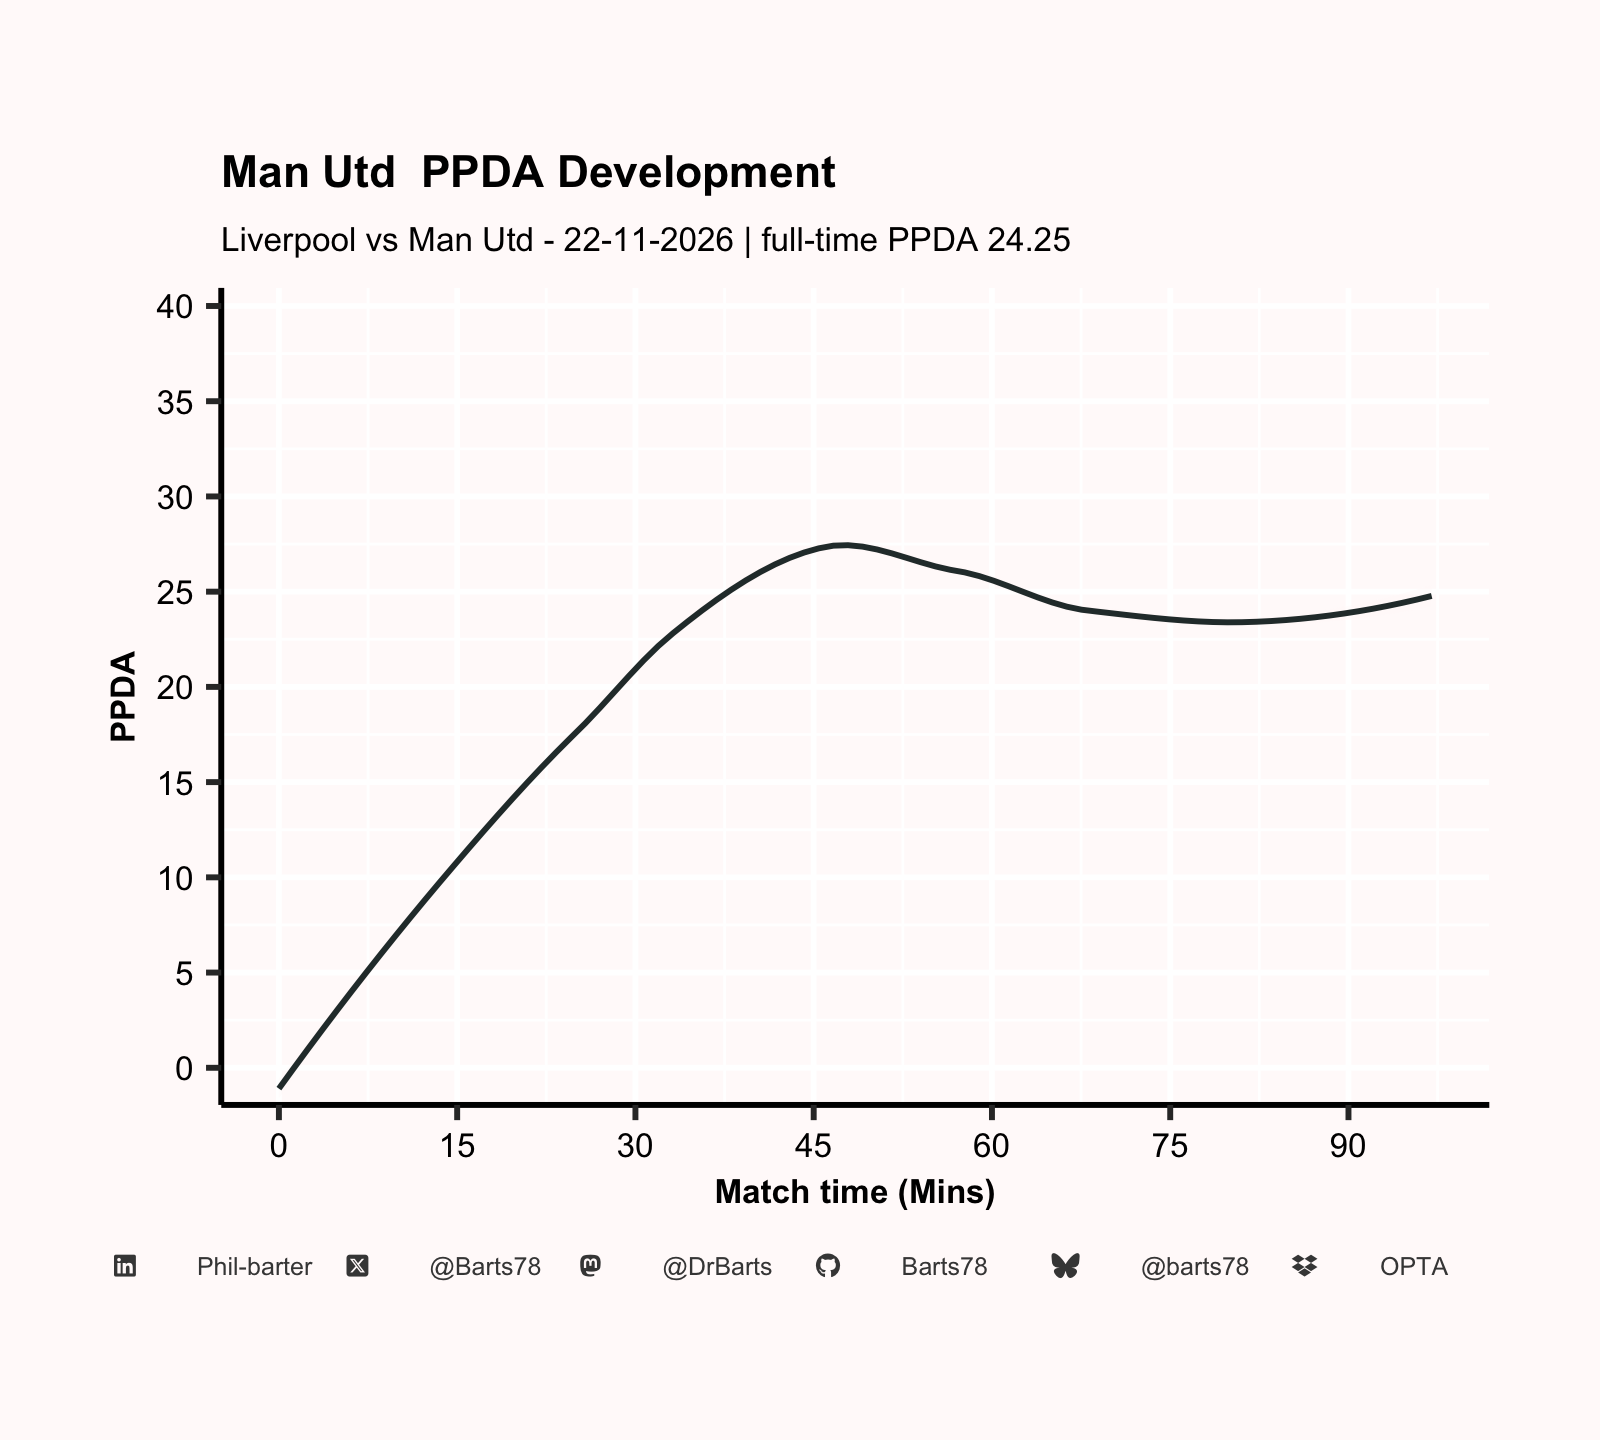 Man Utd  PPDA Development
Liverpool vs Man Utd - 22-11-2026 | full-time PPDA 24.25
40
35
30
25
20
15
10
5
0
PPDA
0 15 30 45 60 75 90
Match time (Mins)
Phil-barter @Barts78 @DrBarts Barts78 @barts78 OPTA